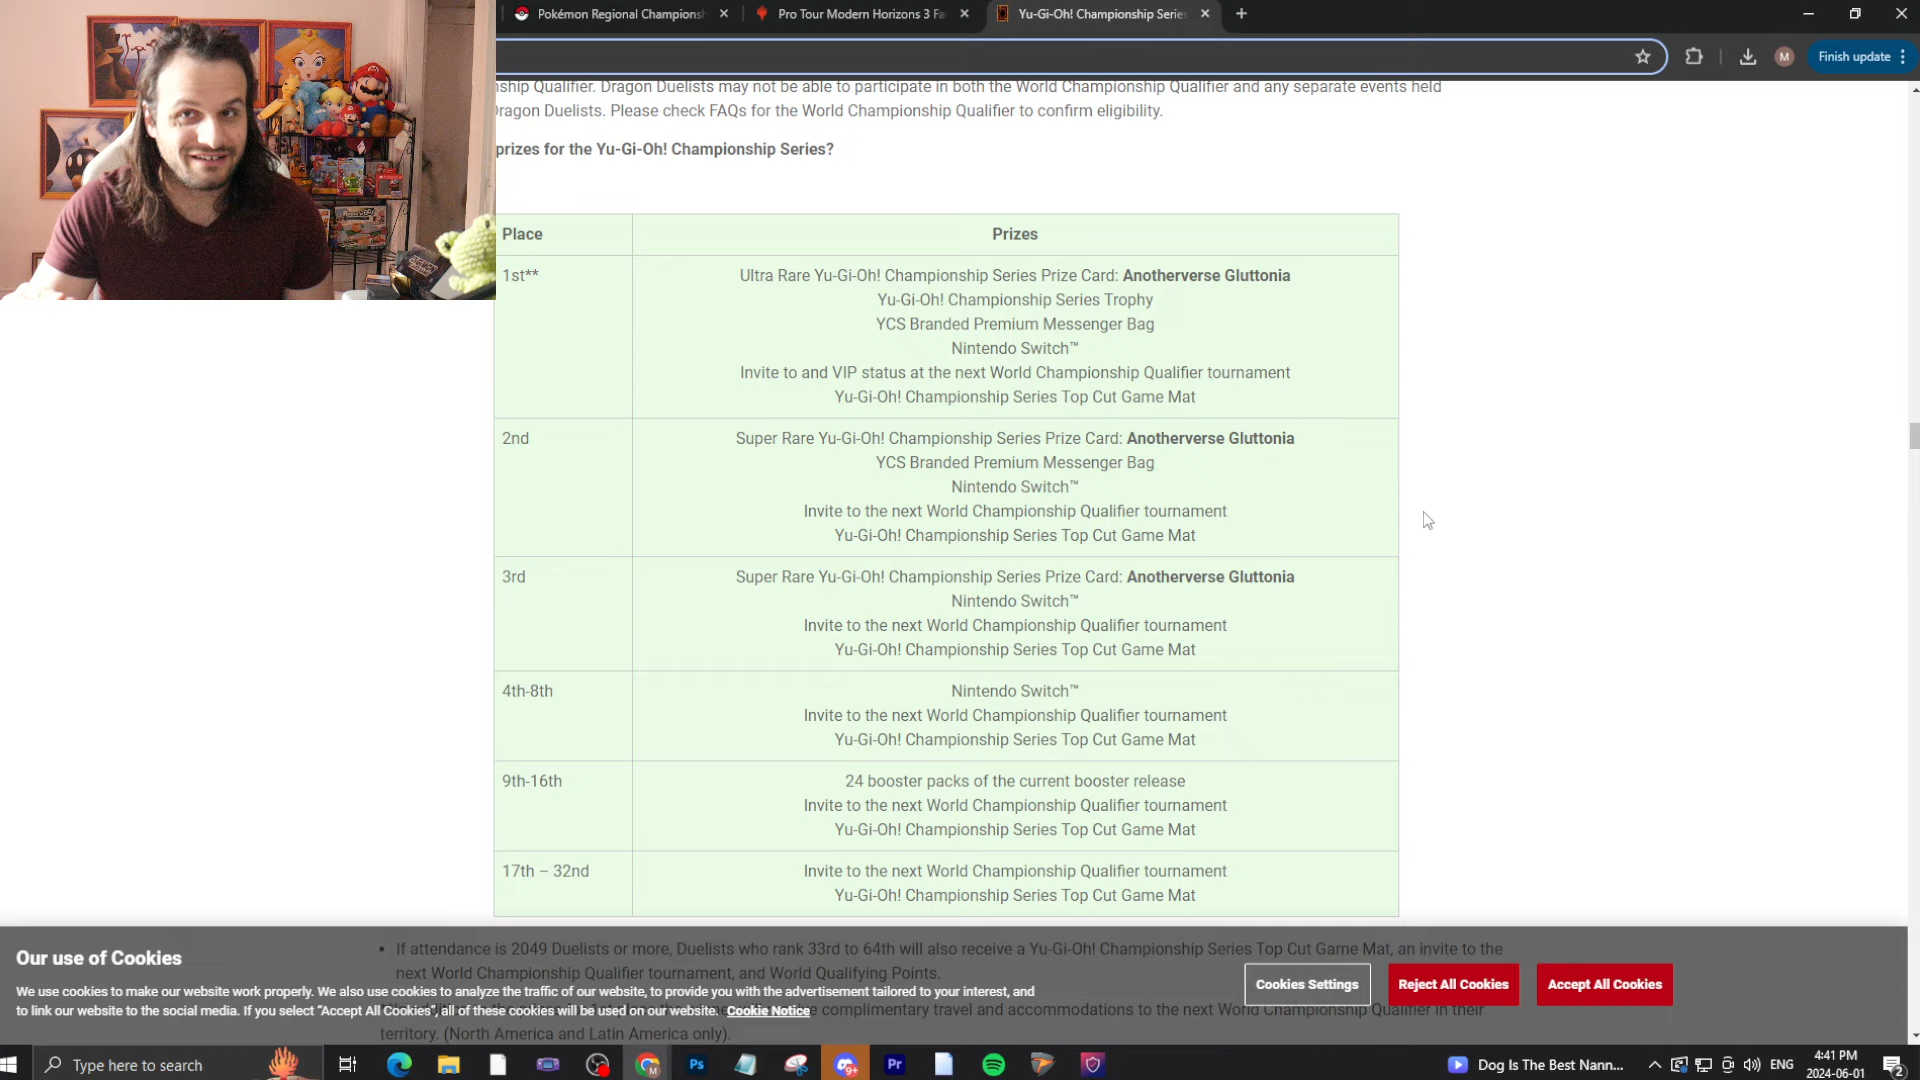 Pokémon Regional Champions
Pro Tour Modern Horizons 3 Fa
Yu-Gi-Oh! Championship Serie
M
Finish update
ship Qualifier. Dragon Duelists may not be able to participate in both the World Championship Qualifier and any separate events held
ragon Duelists. Please check FAQs for the World Championship Qualifier to confirm eligibility.
prizes for the Yu-Gi-Oh! Championship Series?
Place Prizes
1st** Ultra Rare Yu-Gi-Oh! Championship Series Prize Card: Anotherverse Gluttonia
Yu-Gi-Oh! Championship Series Trophy
YCS Branded Premium Messenger Bag
Nintendo Switch™
Invite to and VIP status at the next World Championship Qualifier tournament
Yu-Gi-Oh! Championship Series Top Cut Game Mat
2nd Super Rare Yu-Gi-Oh! Championship Series Prize Card: Anotherverse Gluttonia
YCS Branded Premium Messenger Bag
Nintendo Switch™
Invite to the next World Championship Qualifier tournament
Yu-Gi-Oh! Championship Series Top Cut Game Mat
3rd Super Rare Yu-Gi-Oh! Championship Series Prize Card: Anotherverse Gluttonia
Nintendo Switch™
Invite to the next World Championship Qualifier tournament
Yu-Gi-Oh! Championship Series Top Cut Game Mat
4th-8th Nintendo Switch™
Invite to the next World Championship Qualifier tournament
Yu-Gi-Oh! Championship Series Top Cut Game Mat
9th-16th 24 booster packs of the current booster release
Invite to the next World Championship Qualifier tournament
Yu-Gi-Oh! Championship Series Top Cut Game Mat
17th – 32nd Invite to the next World Championship Qualifier tournament
Yu-Gi-Oh! Championship Series Top Cut Game Mat
• If attendance is 2049 Duelists or more, Duelists who rank 33rd to 64th will also receive a Yu-Gi-Oh! Championship Series Top Cut Game Mat, an invite to the
next World Championship Qualifier tournament, and World Qualifying Points.
complimentary travel and accommodations to the next World Championship Qualifier in their
territory. (North America and Latin America only).
Our use of Cookies
We use cookies to make our website work properly. We also use cookies to analyze the traffic of our website, to provide you with the advertisement tailored to your interest, and
to link our website to the social media. If you select "Accept All Cookies", all of these cookies will be used on our website. Cookie Notice
Cookies Settings
Reject All Cookies
Accept All Cookies
Type here to search
Ps
9+
Pr
Dog Is The Best Nann...
ENG
4:41 PM
2024-06-01
2